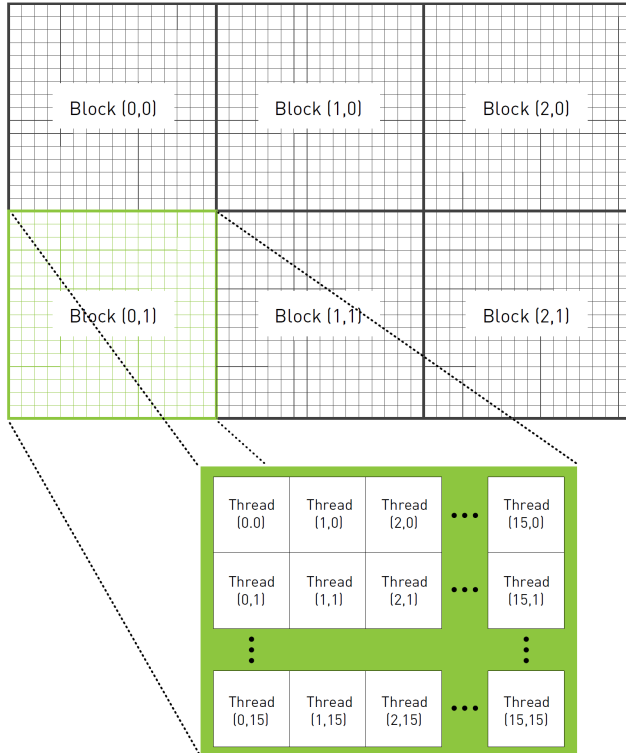 Block (0,0)
Block (1,0)
Block (2,0)
Block (0,1)
Block (1,1)
Block (2,1)
Thread
(0.0)
Thread
(1,0)
Thread
(2,0)
•••
Thread
(15,0)
Thread
(0,1)
Thread
(1,1)
Thread
(2,1)
•••
Thread
(15,1)
Thread
(0,15)
Thread
(1,15)
Thread
(2,15)
•••
Thread
(15,15)